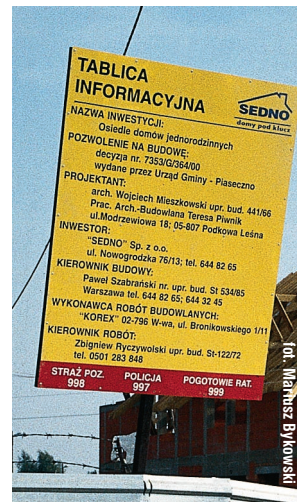 TABLICA
INFORMACYJNA
SEDNO
domy pod klucz
NAZWA INWESTYCJI:
Osiedle domów jednorodzinnych
POZWOLENIE NA BUDOWĘ:
decyzja nr. 7353/G/364/00
wydane przez Urząd Gminy - Piaseczno
PROJEKTANT:
arch. Wojciech Mieszkowski upr. bud. 441/66
Prac. Arch.-Budowlana Teresa Piwnik
ul.Modrzewiowa 18; 05-807 Podkowa Leśna
INWESTOR:
"SEDNO" Sp. z o.o.
ul. Nowogrodzka 76/13; tel. 644 82 65
KIEROWNIK BUDOWY:
Paweł Szabrański nr. upr. bud. St 534/85
Warszawa tel. 644 82 65; 644 32 45
WYKONAWCA ROBÓT BUDOWLANYCH:
"KOREX" 02-796 W-wa, ul. Bronikowskiego 1/11
KIEROWNIK ROBÓT:
Zbigniew Ryczywolski upr. bud. St-122/72
tel. 0501 283 848
STRAŻ POZ. POLICJA POGOTOWIE RAT.
998 997 999
fot. Mariusz Bykowski